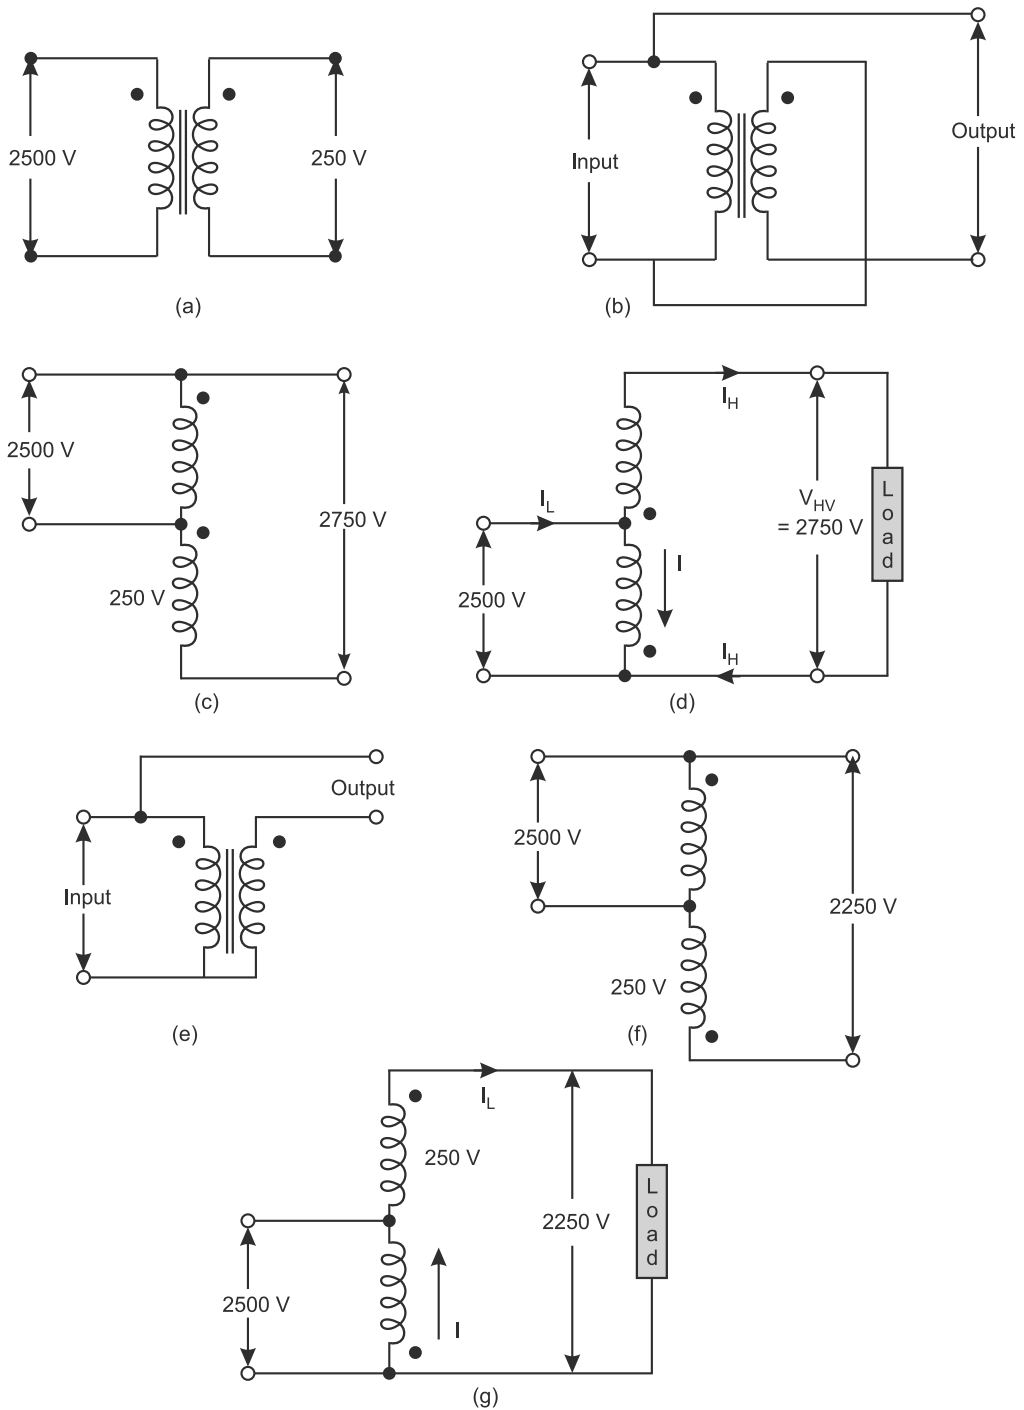 2500 V
250 V
(a)
Input
Output
(b)
2500 V
250 V
2750 V
(c)
I_H
I_L
2500 V
I
V_HV
= 2750 V
Load
I_H
(d)
Input
Output
(e)
2500 V
250 V
2250 V
(f)
I_L
250 V
2500 V
I
2250 V
Load
(g)